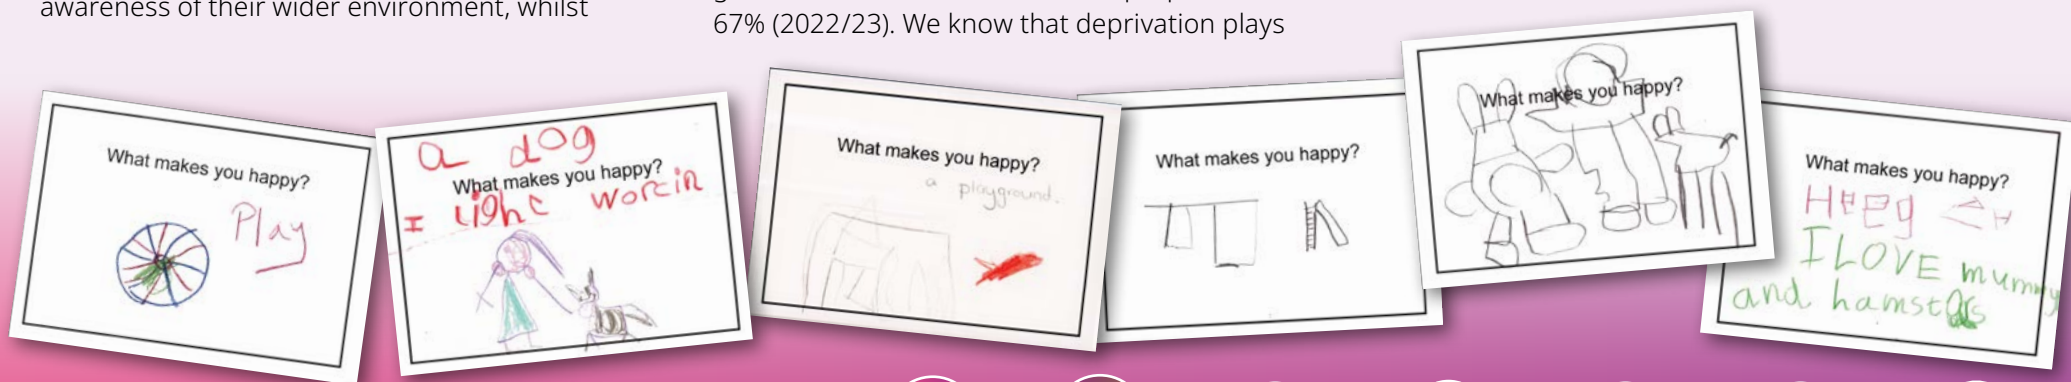 awareness of their wider environment, whilst
67% (2022/23). We know that deprivation plays
What makes you happy?
Play
a dog
What makes you happy?
I light worcin
What makes you happy?
a playground.
What makes you happy?
What makes you happy?
What makes you happy?
I LOVE mummy
and hamsters